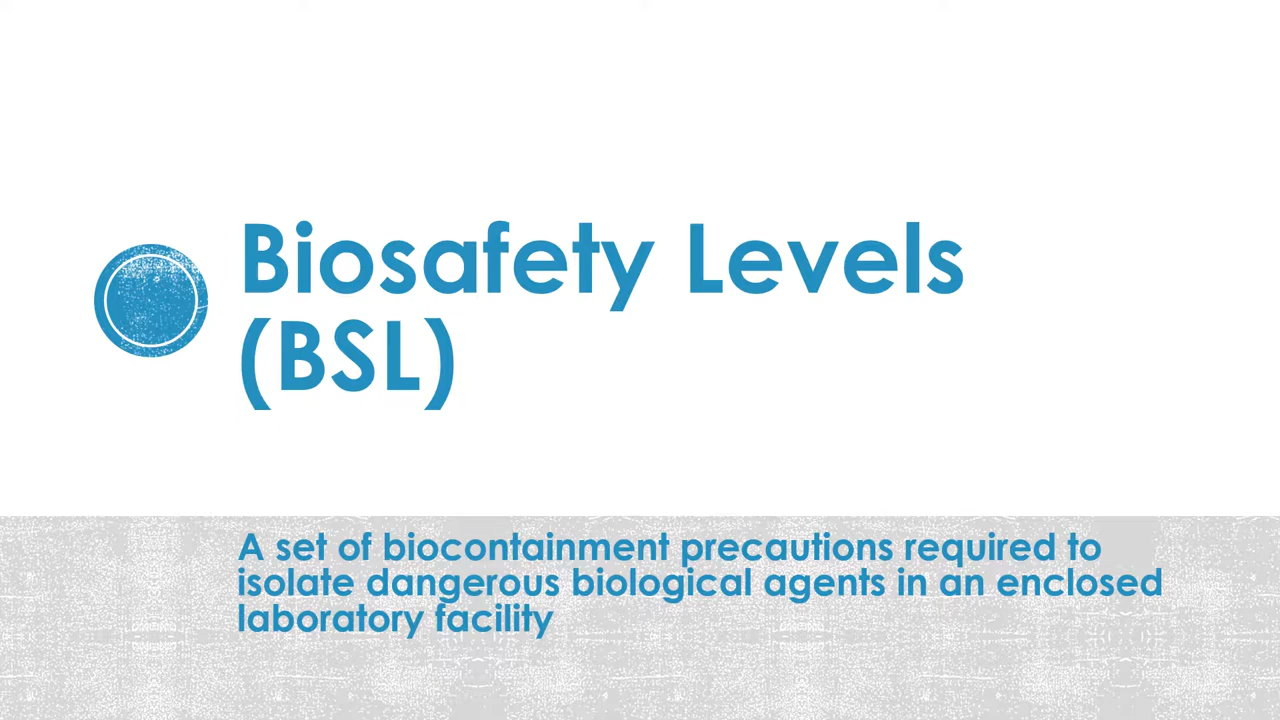 Biosafety Levels
(BSL)
A set of biocontainment precautions required to
isolate dangerous biological agents in an enclosed
laboratory facility